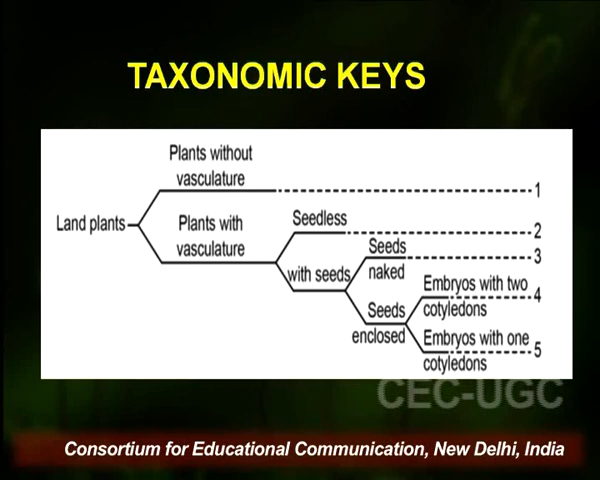 TAXONOMIC KEYS
Plants without
vasculature
1
Land plants
Plants with
vasculature
Seedless
2
with seeds
Seeds
naked
3
Seeds
enclosed
Embryos with two
cotyledons
4
Embryos with one
cotyledons
5
CEC-UGC
Consortium for Educational Communication, New Delhi, India